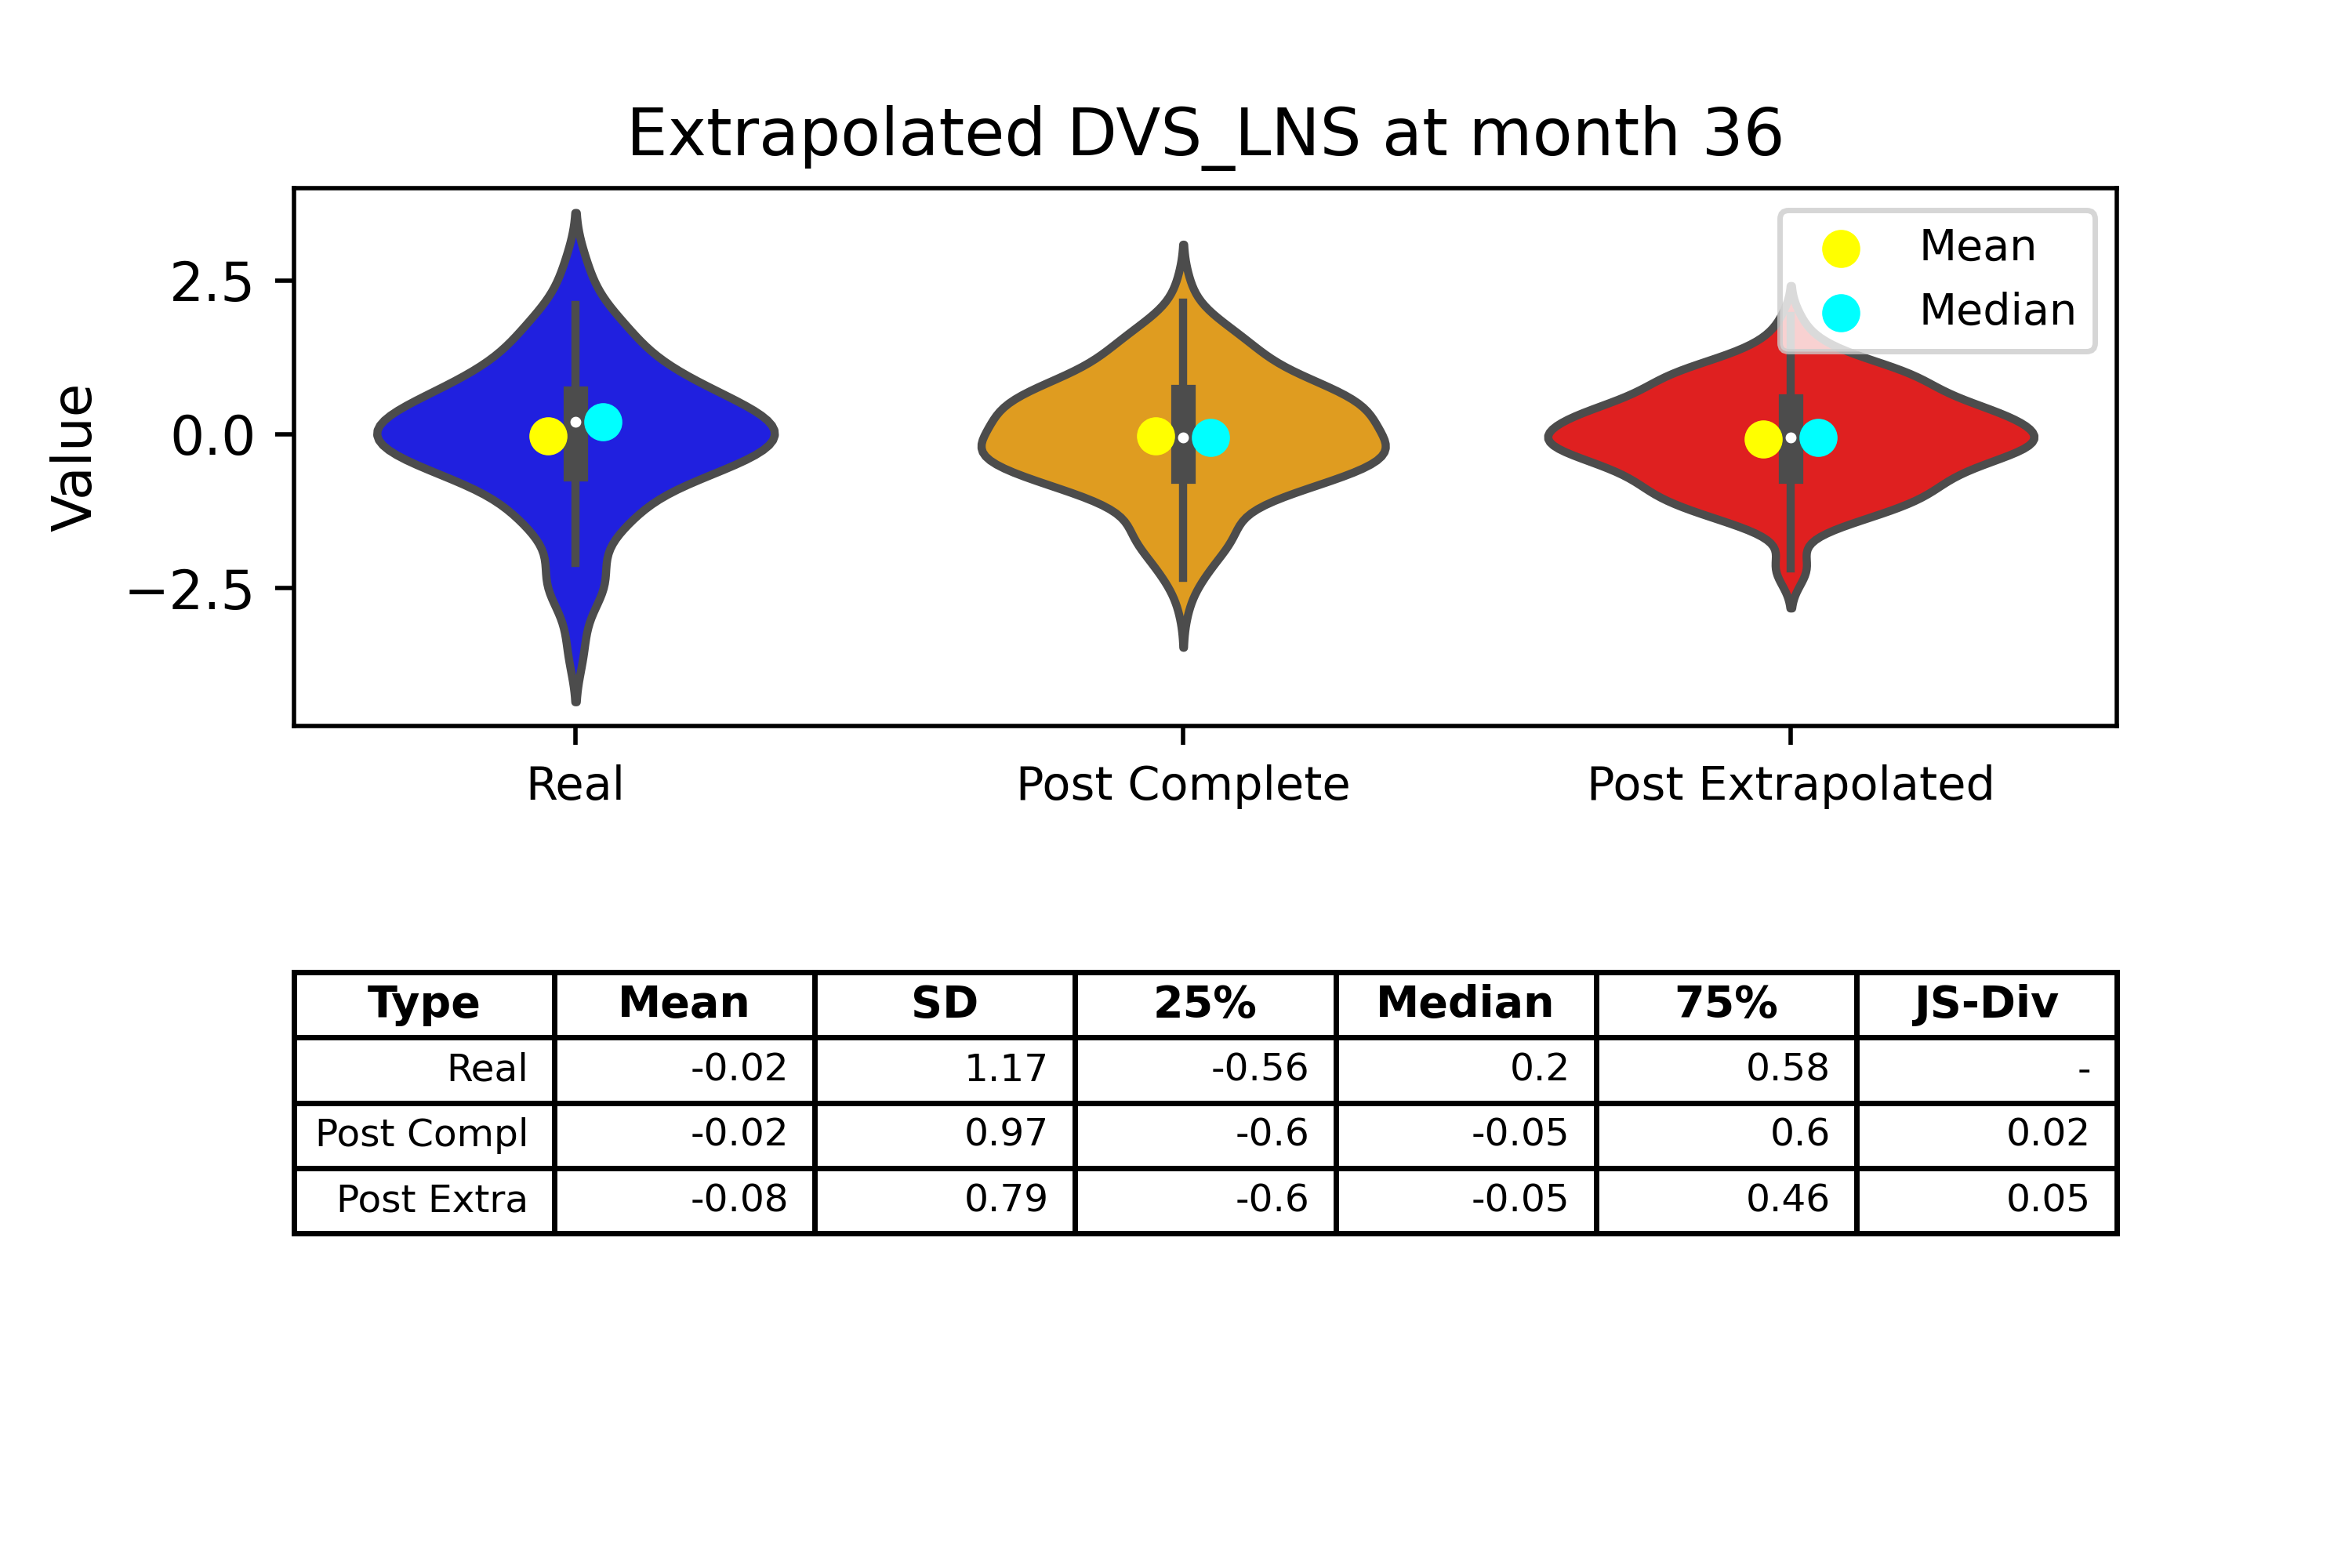 Extrapolated DVS_LNS at month 36
Mean
Median
Value
2.5
0.0
−2.5
Real Post Complete Post Extrapolated
Type Mean SD 25% Median 75% JS-Div
Real -0.02 1.17 -0.56 0.2 0.58 -
Post Compl -0.02 0.97 -0.6 -0.05 0.6 0.02
Post Extra -0.08 0.79 -0.6 -0.05 0.46 0.05